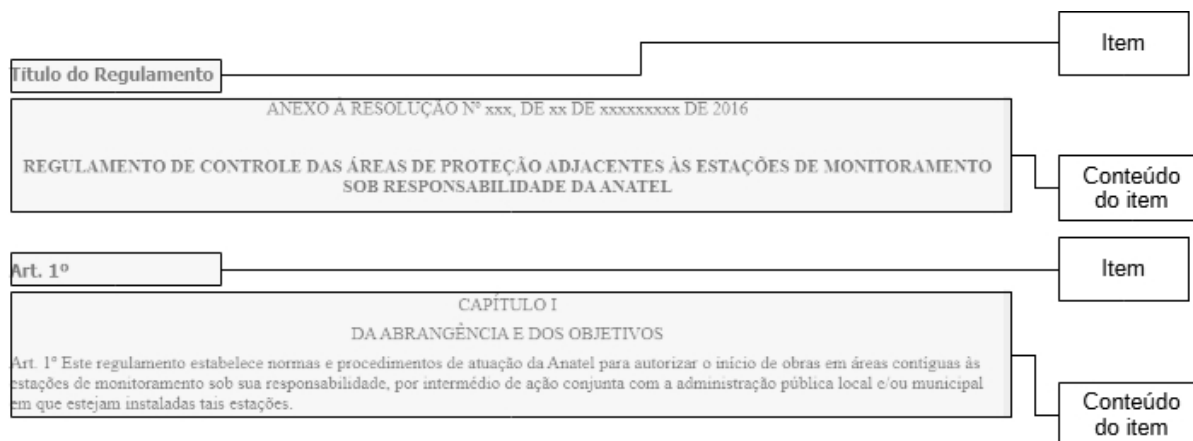 Item
Título do Regulamento
ANEXO À RESOLUÇÃO Nº xxx, DE xx DE xxxxxxxxx DE 2016
REGULAMENTO DE CONTROLE DAS ÁREAS DE PROTEÇÃO ADJACENTES ÀS ESTAÇÕES DE MONITORAMENTO
SOB RESPONSABILIDADE DA ANATEL
Conteúdo
do item
Item
Art. 1º
CAPÍTULO I
DA ABRANGÊNCIA E DOS OBJETIVOS
Art. 1º Este regulamento estabelece normas e procedimentos de atuação da Anatel para autorizar o início de obras em áreas contíguas às
estações de monitoramento sob sua responsabilidade, por intermédio de ação conjunta com a administração pública local e/ou municipal
em que estejam instaladas tais estações.
Conteúdo
do item